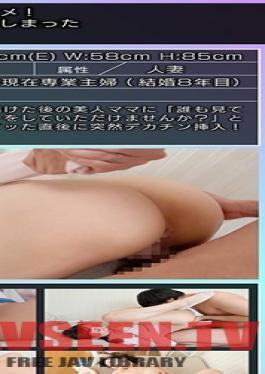 メ！
しまった
cm(E) W:58cm H:85cm
属性 / 人妻
現在専業主婦（結婚8年目）
けた後の美人ママに「誰も見て
をしていただけませんか？」と
ッた直後に突然デカチン挿入！
VSEEN.TV
FREE JAV LIBRARY